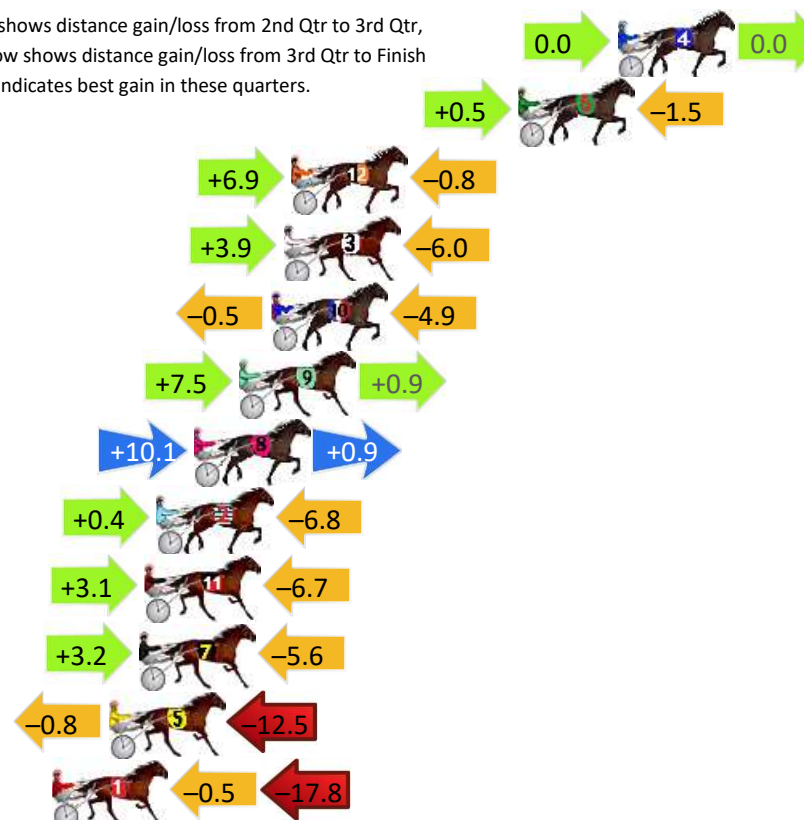 shows distance gain/loss from 2nd Qtr to 3rd Qtr,
ow shows distance gain/loss from 3rd Qtr to Finish
ndicates best gain in these quarters.
0.0 4 0.0
+0.5 –1.5
+6.9 12 –0.8
+3.9 3 –6.0
–0.5 10 –4.9
+7.5 9 +0.9
+10.1 8 +0.9
+0.4 2 –6.8
+3.1 11 –6.7
+3.2 7 –5.6
–0.8 5 –12.5
1 –0.5 –17.8